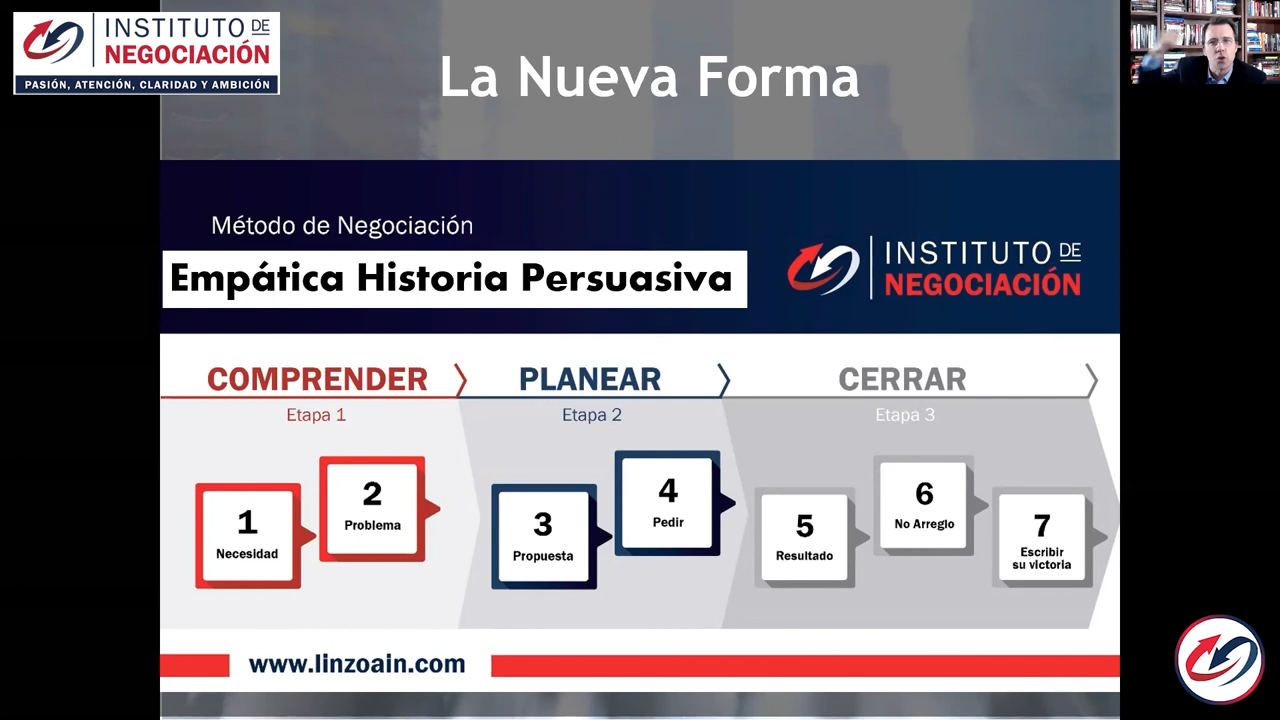 INSTITUTO DE
NEGOCIACIÓN
PASIÓN, ATENCIÓN, CLARIDAD Y AMBICIÓN
La Nueva Forma
Método de Negociación
Empática Historia Persuasiva
INSTITUTO DE
NEGOCIACIÓN
COMPRENDER
Etapa 1
PLANEAR
Etapa 2
CERRAR
Etapa 3
1
Necesidad
2
Problema
3
Propuesta
4
Pedir
5
Resultado
6
No Arreglo
7
Escribir
su victoria
www.linzoain.com